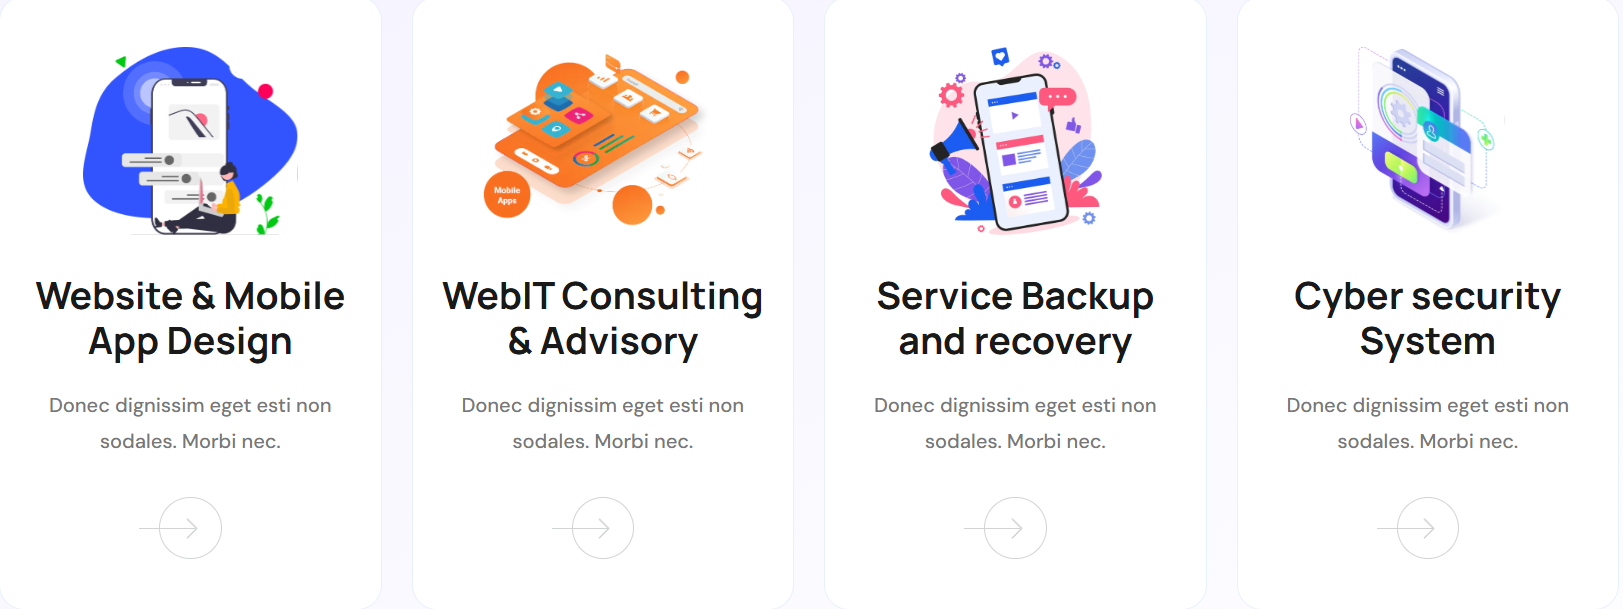 Mobile
Apps
Website & Mobile
App Design
Donec dignissim eget esti non
sodales. Morbi nec.
WebIT Consulting
& Advisory
Donec dignissim eget esti non
sodales. Morbi nec.
Service Backup
and recovery
Donec dignissim eget esti non
sodales. Morbi nec.
Cyber security
System
Donec dignissim eget esti non
sodales. Morbi nec.